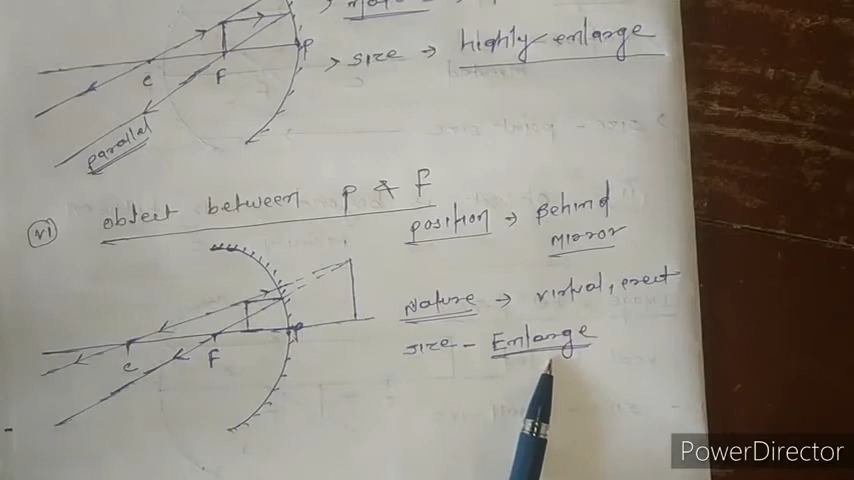 > size → highly enlarge
C F P
parallel
(vi) object between P & F
position → Behind
Mirror
Nature → virtual, erect
size - Enlarge
C F P
PowerDirector